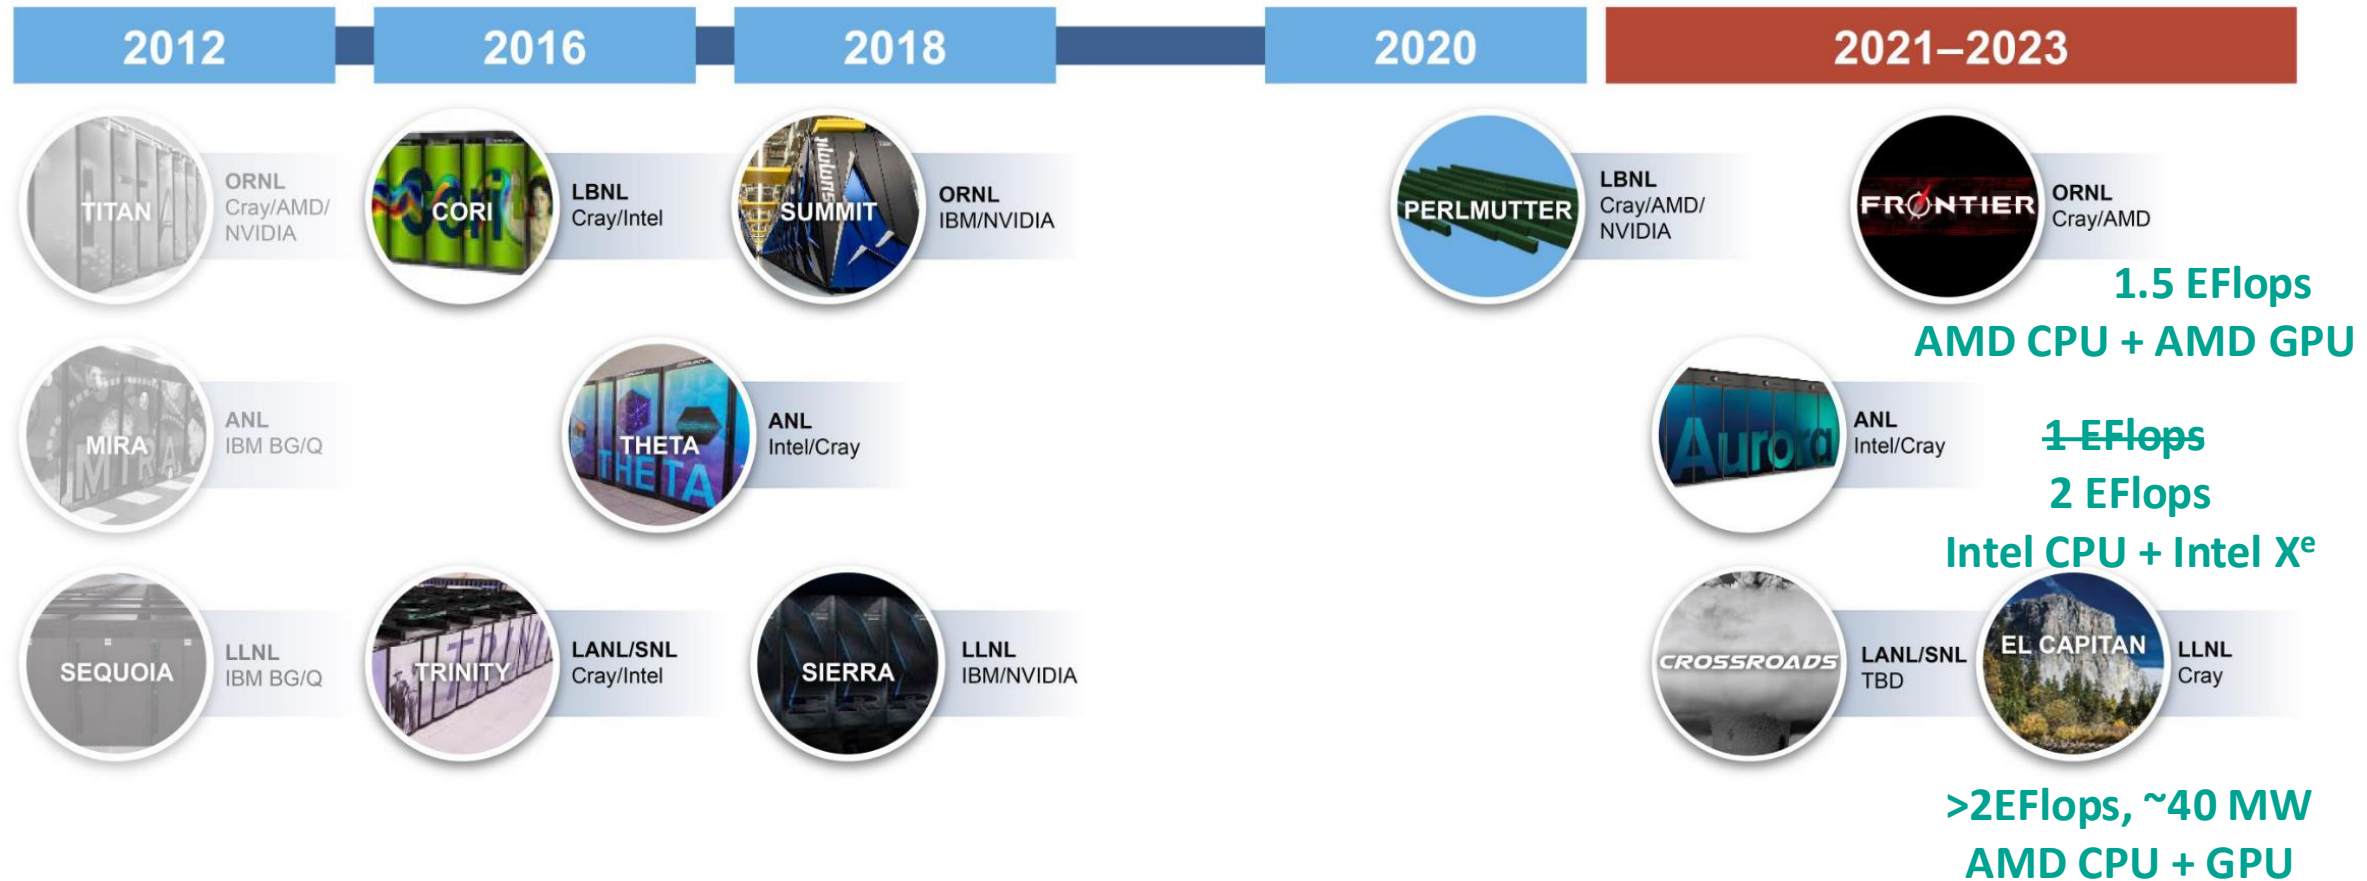 2012
2016
2018
2020
2021–2023
TITAN
ORNL
Cray/AMD/
NVIDIA
CORI
Cori
LBNL
Cray/Intel
SUMMIT
SUMMIT
ORNL
IBM/NVIDIA
PERLMUTTER
LBNL
Cray/AMD/
NVIDIA
FRONTIER
ORNL
Cray/AMD
1.5 EFlops
AMD CPU + AMD GPU
MIRA
MIRA
ANL
IBM BG/Q
THETA
THETA
ANL
Intel/Cray
Aurora
ANL
Intel/Cray
1 EFlops
2 EFlops
Intel CPU + Intel Xᵉ
SEQUOIA
LLNL
IBM BG/Q
TRINITY
LANL/SNL
Cray/Intel
SIERRA
LLNL
IBM/NVIDIA
CROSSROADS
LANL/SNL
TBD
EL CAPITAN
LLNL
Cray
>2EFlops, ~40 MW
AMD CPU + GPU